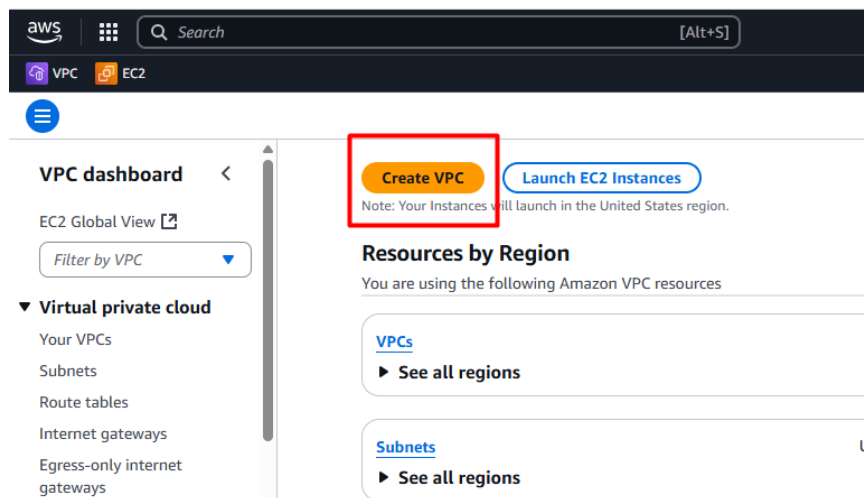 aws
Search [Alt+S]
VPC EC2
VPC dashboard
EC2 Global View
Filter by VPC
Virtual private cloud
Your VPCs
Subnets
Route tables
Internet gateways
Egress-only internet
gateways
Create VPC Launch EC2 Instances
Note: Your Instances will launch in the United States region.
Resources by Region
You are using the following Amazon VPC resources
VPCs
See all regions
Subnets
See all regions